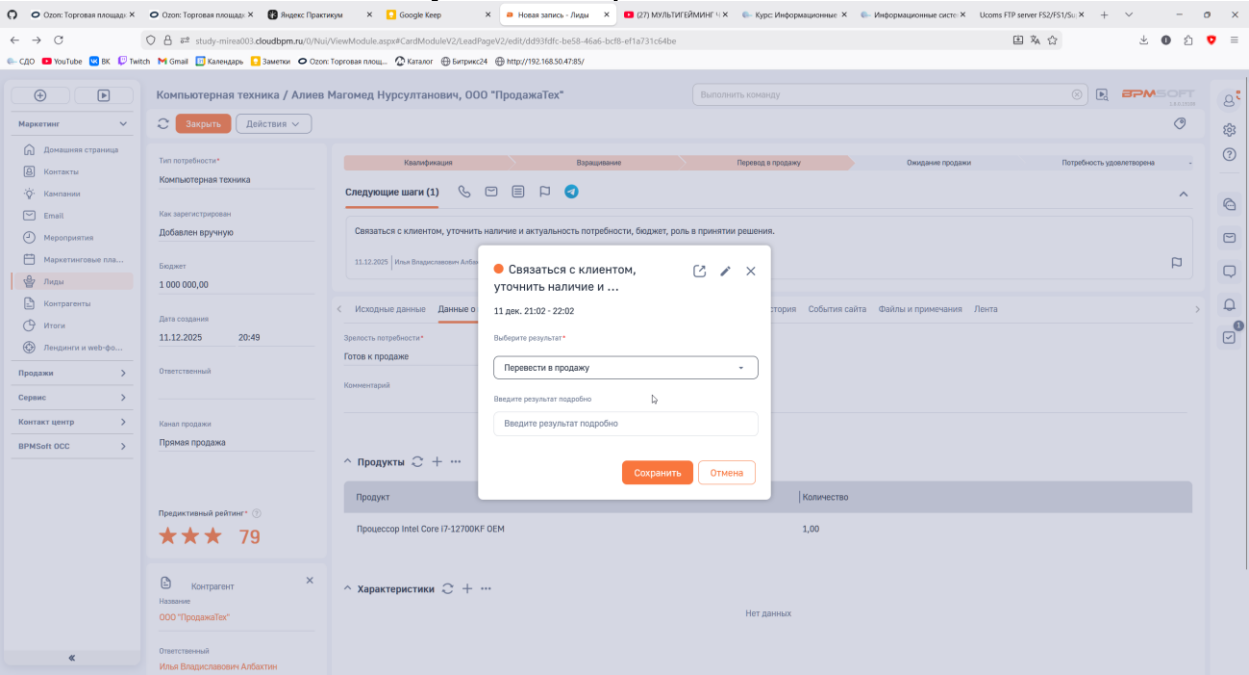 Ozon: Торговая площадк
Ozon: Торговая площадк
Яндекс Практикум
Google Keep
Новая запись - Лиды
(27) МУЛЬТИГЕЙМИНГ
Курс: Информационные
Информационные систе
Ucoms FTP server FS2/FS1/Su
study-mirea003.cloudbpm.ru/0/Nui/ViewModule.aspx#CardModuleV2/LeadPageV2/edit/dd93fdfc-be58-46a6-bcf8-ef1a731c64be
СДО YouTube ВК Twitch Gmail Календарь Заметки Ozon: Торговая площ... Каталог Битрикс24 http://192.168.50.47:85/
Компьютерная техника / Алиев Магомед Нурсултанович, ООО "ПродажаТех"
Выполнить команду
BPMSOFT
Маркетинг
Закрыть
Действия
Домашняя страница
Контакты
Кампании
Email
Мероприятия
Маркетинговые пла...
Лиды
Контрагенты
Итоги
Лендинги и web-фо...
Продажи
Сервис
Контакт центр
BPMSoft ОСС
Тип потребности*
Компьютерная техника
Как зарегистрирован
Добавлен вручную
Бюджет
1 000 000,00
Дата создания
11.12.2025 20:49
Ответственный
Канал продажи
Прямая продажа
Предиктивный рейтинг*
79
Контрагент
Название
ООО "ПродажаТех"
Ответственный
Илья Владиславович Албахтин
Квалификация
Взращивание
Перевод в продажу
Ожидание продажи
Потребность удовлетворена
Следующие шаги (1)
Связаться с клиентом, уточнить наличие и актуальность потребности, бюджет, роль в принятии решения.
11.12.2025 Илья Владиславович Албах
Исходные данные Данные о
тория События сайта Файлы и примечания Лента
Зрелость потребности*
Готов к продаже
Комментарий
Продукты
Продукт Количество
Процессор Intel Core i7-12700KF OEM 1,00
Характеристики
Нет данных
Связаться с клиентом,
уточнить наличие и ...
11 дек. 21:02 - 22:02
Выберите результат*
Перевести в продажу
Введите результат подробно
Введите результат подробно
Сохранить
Отмена
1